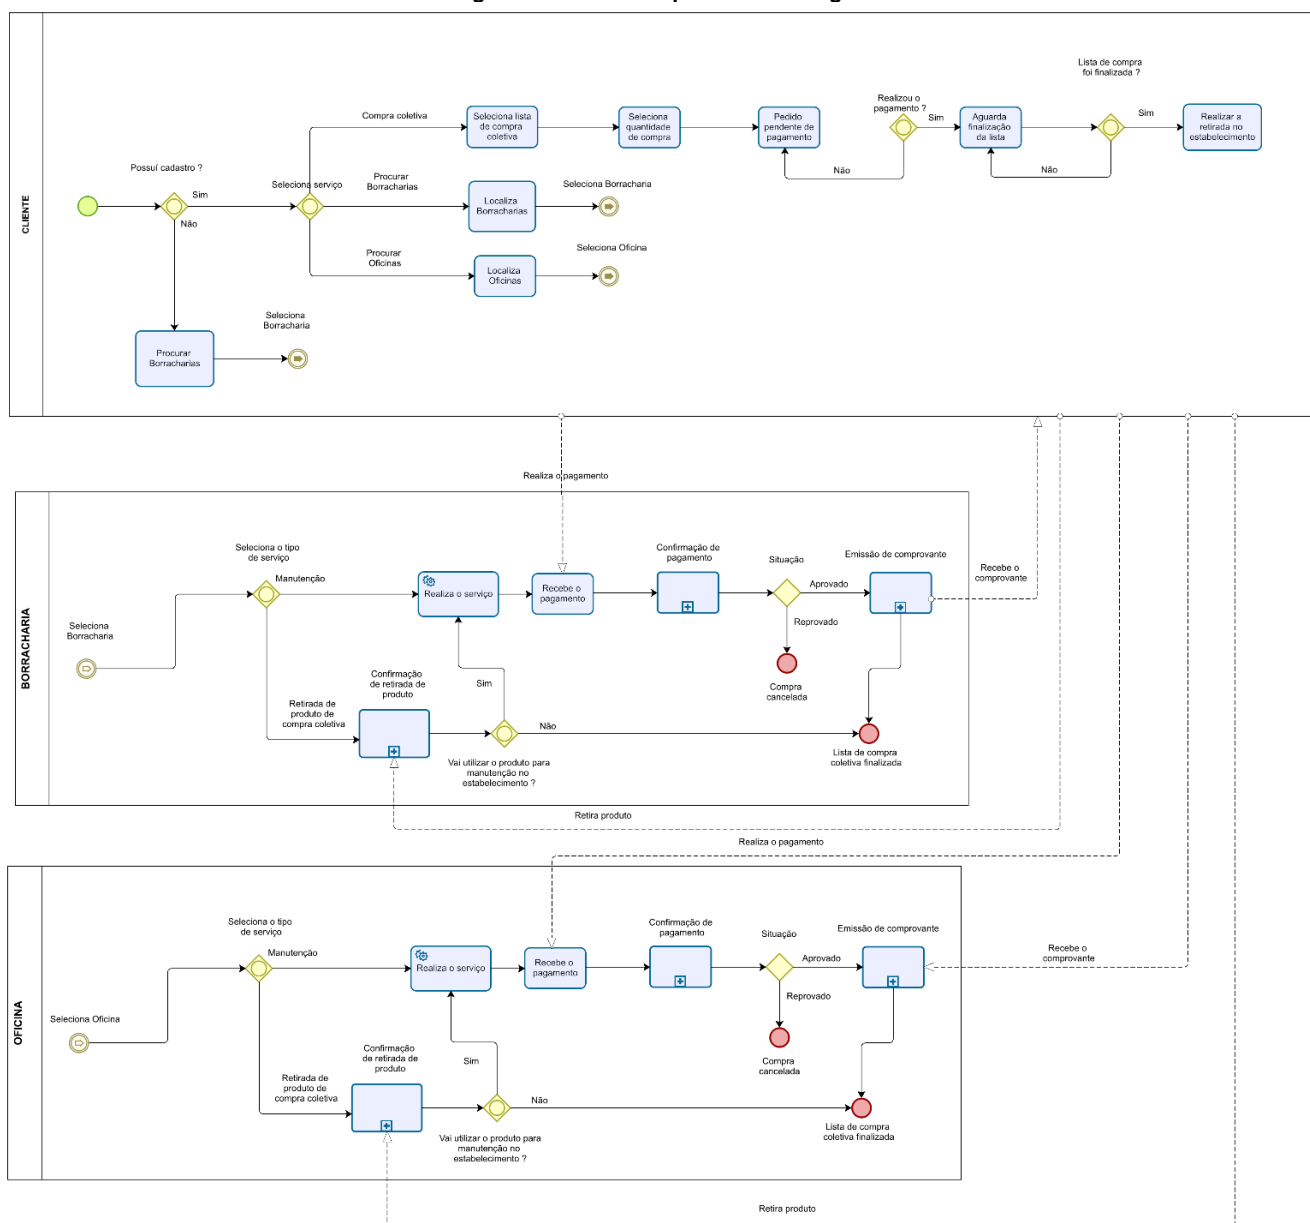 CLIENTE
Lista de compra
foi finalizada ?
Realizou o
pagamento ?
Compra coletiva
Seleciona lista
de compra
coletiva
Seleciona
quantidade
de compra
Pedido
pendente de
pagamento
Sim
Aguarda
finalização
da lista
Sim
Realizar a
retirada no
estabelecimento
Não
Não
Possuí cadastro ?
Sim
Não
Seleciona serviço
Procurar
Borracharias
Localiza
Borracharias
Seleciona Borracharia
Procurar
Oficinas
Localiza
Oficinas
Seleciona Oficina
Seleciona
Borracharia
Procurar
Borracharias
Realiza o pagamento
BORRACHARIA
Seleciona o tipo
de serviço
Manutenção
Realiza o serviço
Recebe o
pagamento
Confirmação de
pagamento
Situação
Aprovado
Reprovado
Emissão de comprovante
Recebe o
comprovante
Seleciona
Borracharia
Compra
cancelada
Retirada de
produto de
compra coletiva
Confirmação
de retirada de
produto
Sim
Não
Vai utilizar o produto para
manutenção no
estabelecimento ?
Lista de compra
coletiva finalizada
Retira produto
Realiza o pagamento
OFICINA
Seleciona o tipo
de serviço
Manutenção
Realiza o serviço
Recebe o
pagamento
Confirmação de
pagamento
Situação
Aprovado
Reprovado
Emissão de comprovante
Recebe o
comprovante
Seleciona Oficina
Compra
cancelada
Retirada de
produto de
compra coletiva
Confirmação
de retirada de
produto
Sim
Não
Vai utilizar o produto para
manutenção no
estabelecimento ?
Lista de compra
coletiva finalizada
Retira produto